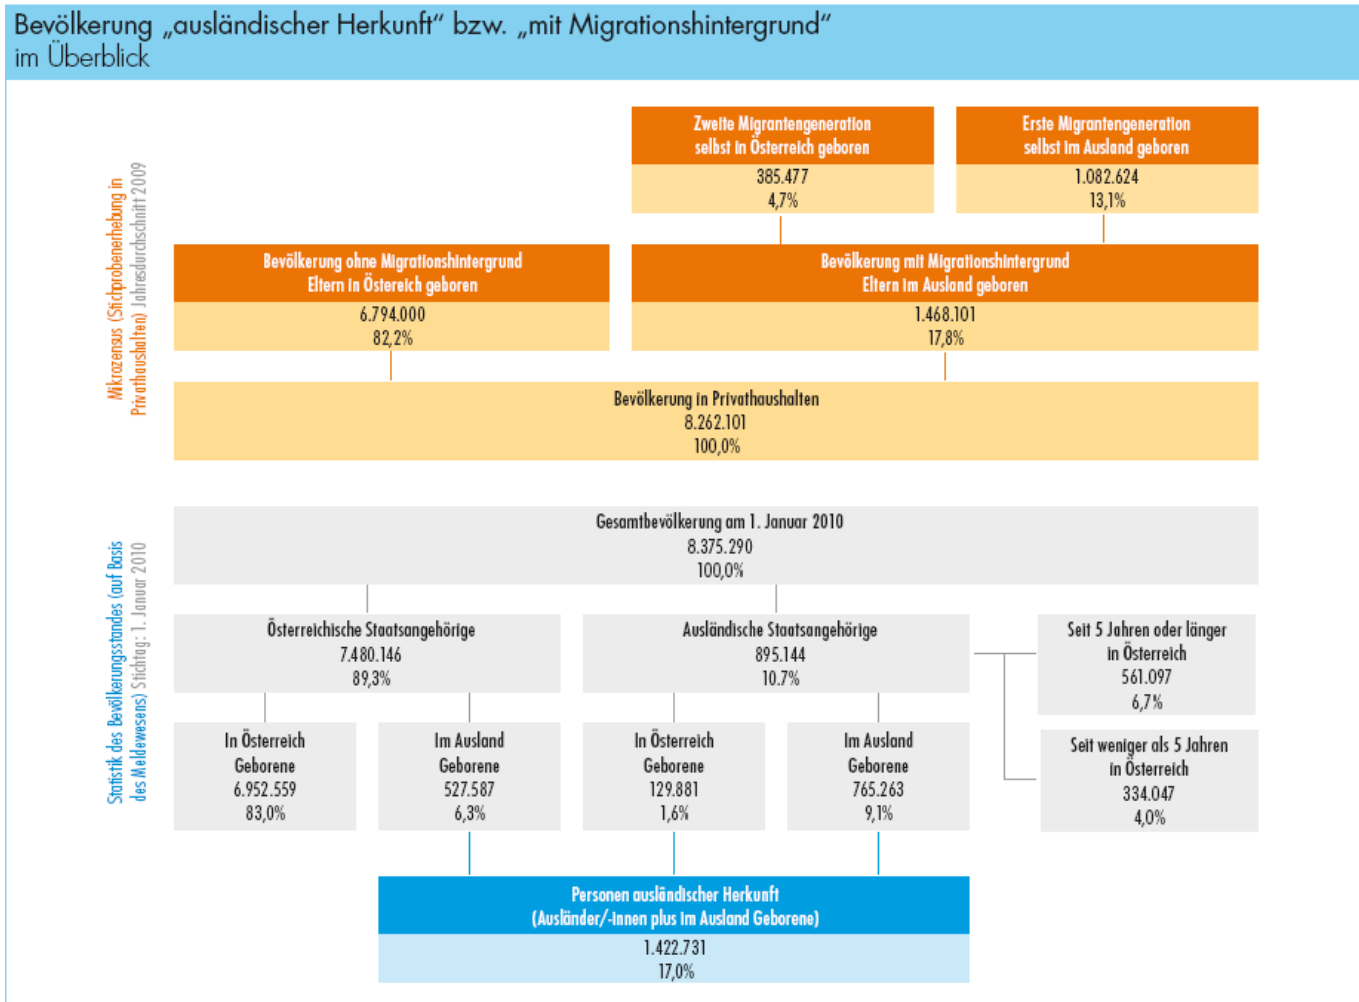 Bevölkerung „ausländischer Herkunft“ bzw. „mit Migrationshintergrund“
im Überblick
Mikrozensus (Stichprobenerhebung in
Privathaushalten) Jahresdurchschnitt 2009
Zweite Migrantengeneration
selbst in Österreich geboren
385.477
4,7%
Erste Migrantengeneration
selbst im Ausland geboren
1.082.624
13,1%
Bevölkerung ohne Migrationshintergrund
Eltern in Östereich geboren
6.794.000
82,2%
Bevölkerung mit Migrationshintergrund
Eltern im Ausland geboren
1.468.101
17,8%
Bevölkerung in Privathaushalten
8.262.101
100,0%
Statistik des Bevölkerungsstandes (auf Basis
des Meldewesens) Stichtag: 1. Januar 2010
Gesamtbevölkerung am 1. Januar 2010
8.375.290
100,0%
Österreichische Staatsangehörige
7.480.146
89,3%
Ausländische Staatsangehörige
895.144
10.7%
Seit 5 Jahren oder länger
in Österreich
561.097
6,7%
In Österreich
Geborene
6.952.559
83,0%
Im Ausland
Geborene
527.587
6,3%
In Österreich
Geborene
129.881
1,6%
Im Ausland
Geborene
765.263
9,1%
Seit weniger als 5 Jahren
in Österreich
334.047
4,0%
Personen ausländischer Herkunft
(Ausländer/-innen plus im Ausland Geborene)
1.422.731
17,0%